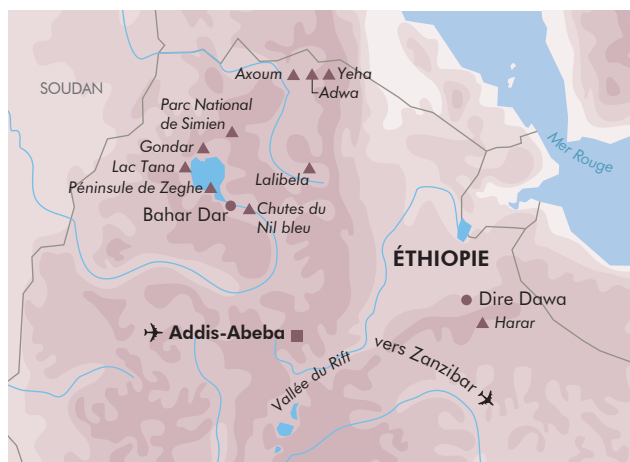 SOUDAN
Axoum
Yeha
Adwa
Parc National
de Simien
Gondar
Lac Tana
Péninsule de Zeghe
Lalibela
Bahar Dar
Chutes du
Nil bleu
Mer Rouge
ÉTHIOPIE
Dire Dawa
Harar
Addis-Abeba
Vallée du Rift
vers Zanzibar